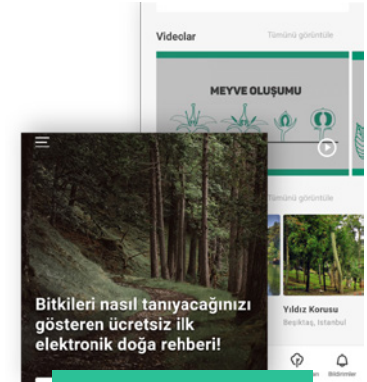 Videolar Tümünü görüntüle
MEYVE OLUŞUMU
Tümünü görüntüle
Bitkileri nasıl tanıyacağınızı
gösteren ücretsiz ilk
elektronik doğa rehberi!
Yıldız Korusu
Beşiktaş, Istanbul
Bildirimler